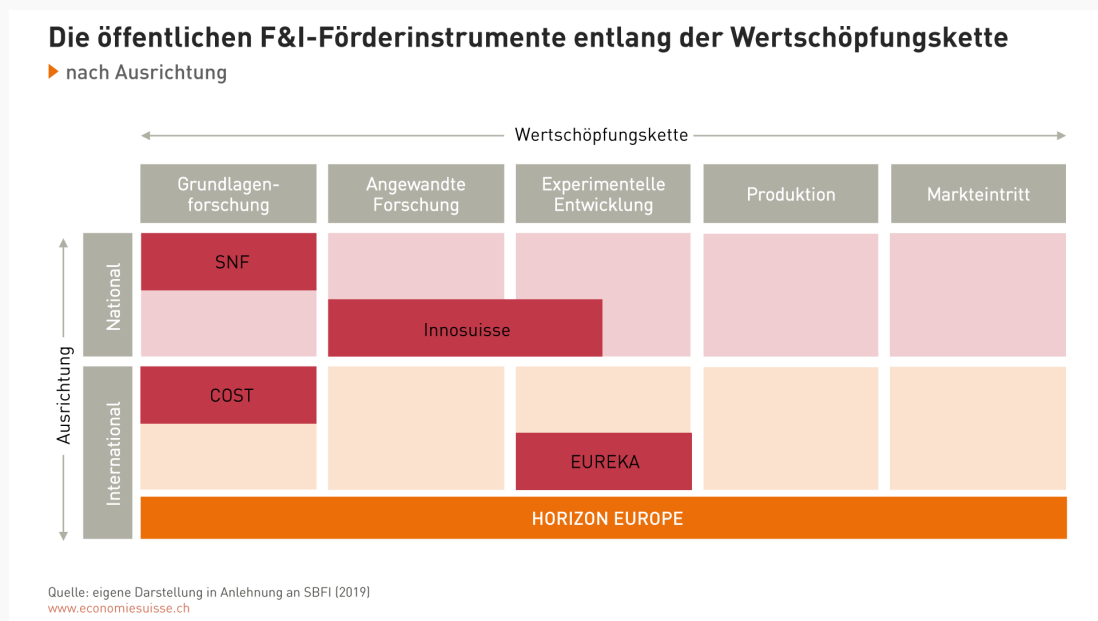 Die öffentlichen F&I-Förderinstrumente entlang der Wertschöpfungskette
nach Ausrichtung
Wertschöpfungskette
Grundlagen-
forschung
Angewandte
Forschung
Experimentelle
Entwicklung
Produktion
Markteintritt
Ausrichtung
National
SNF
Innosuisse
International
COST
EUREKA
HORIZON EUROPE
Quelle: eigene Darstellung in Anlehnung an SBFI (2019)
www.economiesuisse.ch